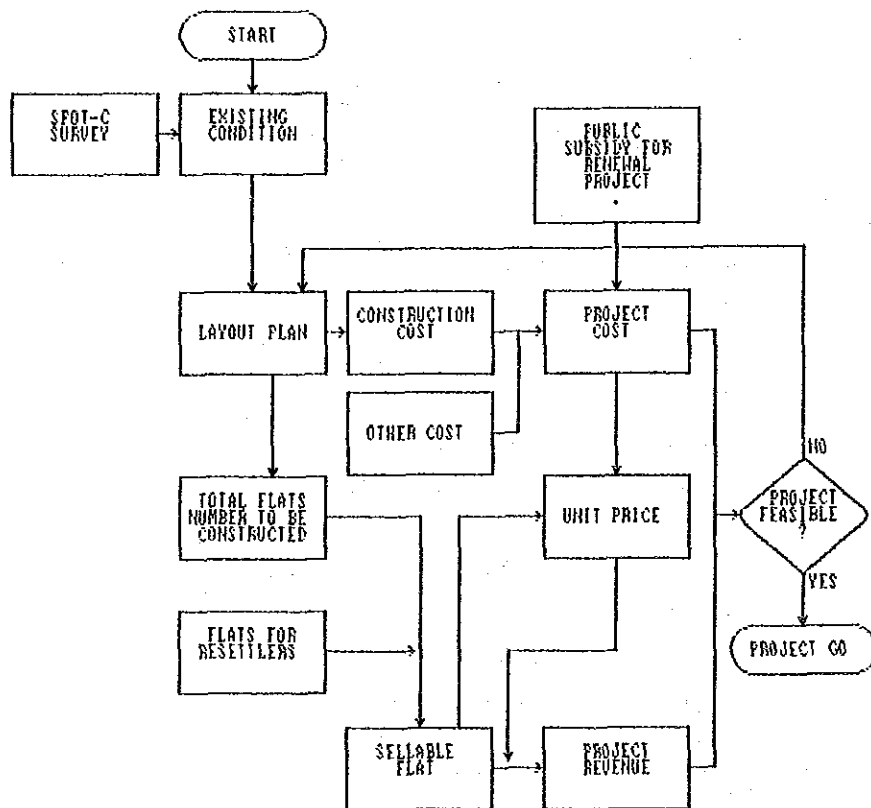 START
SPOT-C
SURVEY
EXISTING
CONDITION
PUBLIC
SUBSIDY FOR
RENEWAL
PROJECT
LAYOUT PLAN
CONSTRUCTION
COST
PROJECT
COST
OTHER COST
NO
TOTAL FLATS
NUMBER TO BE
CONSTRUCTED
UNIT PRICE
PROJECT
FEASIBLE
?
YES
FLATS FOR
RESETTLERS
PROJECT GO
SELLABLE
FLAT
PROJECT
REVENUE